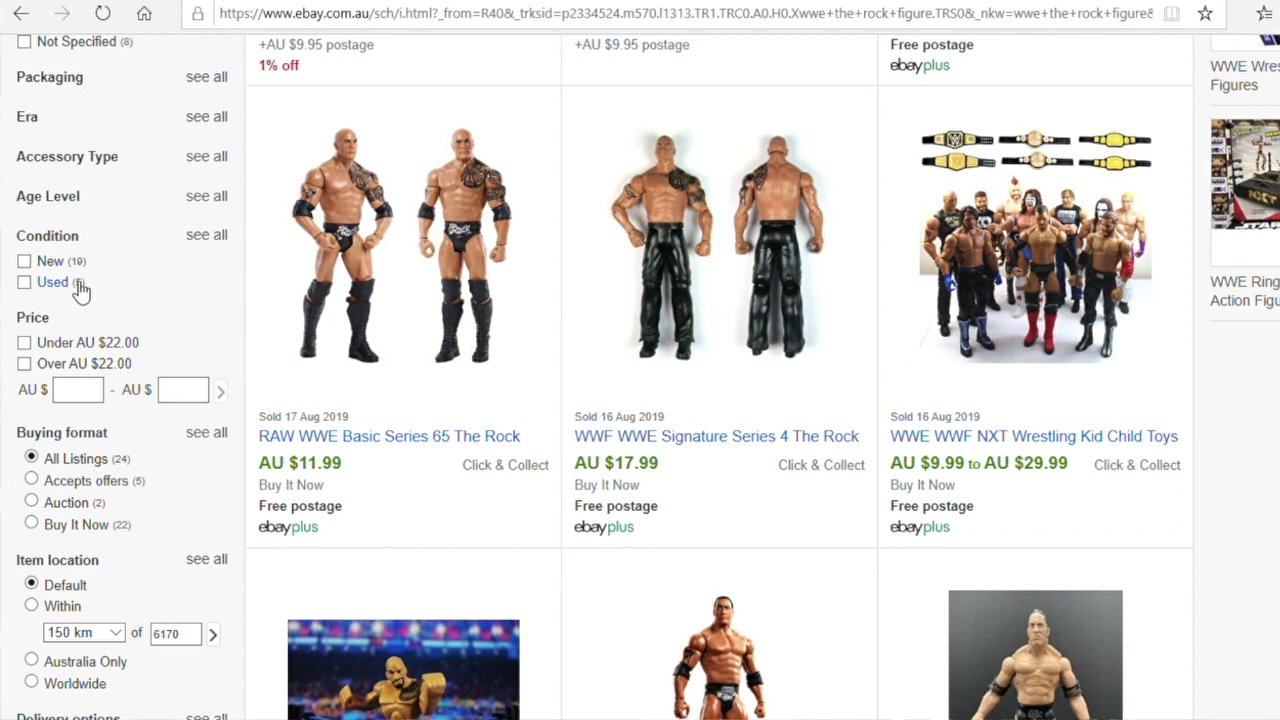 https://www.ebay.com.au/sch/i.html?_from=R40&_trksid=p2334524.m570.l1313.TR1.TRC0.A0.H0.Xwwe+the+rock+figure.TRS0&_nkw=wwe+the+rock+figure&
Not Specified (8)
Packaging see all
Era see all
Accessory Type see all
Age Level see all
Condition see all
New (19)
Used
Price
Under AU $22.00
Over AU $22.00
AU $ - AU $
Buying format see all
All Listings (24)
Accepts offers (5)
Auction (2)
Buy It Now (22)
Item location see all
Default
Within
150 km of 6170
Australia Only
Worldwide
Delivery options see all
+AU $9.95 postage
1% off
+AU $9.95 postage
Free postage
ebayplus
Sold 17 Aug 2019
RAW WWE Basic Series 65 The Rock
AU $11.99 Click & Collect
Buy It Now
Free postage
ebayplus
Sold 16 Aug 2019
WWF WWE Signature Series 4 The Rock
AU $17.99 Click & Collect
Buy It Now
Free postage
ebayplus
Sold 16 Aug 2019
WWE WWF NXT Wrestling Kid Child Toys
AU $9.99 to AU $29.99 Click & Collect
Buy It Now
Free postage
ebayplus
WWE Wres
Figures
NXT
WWE Ring
Action Figu